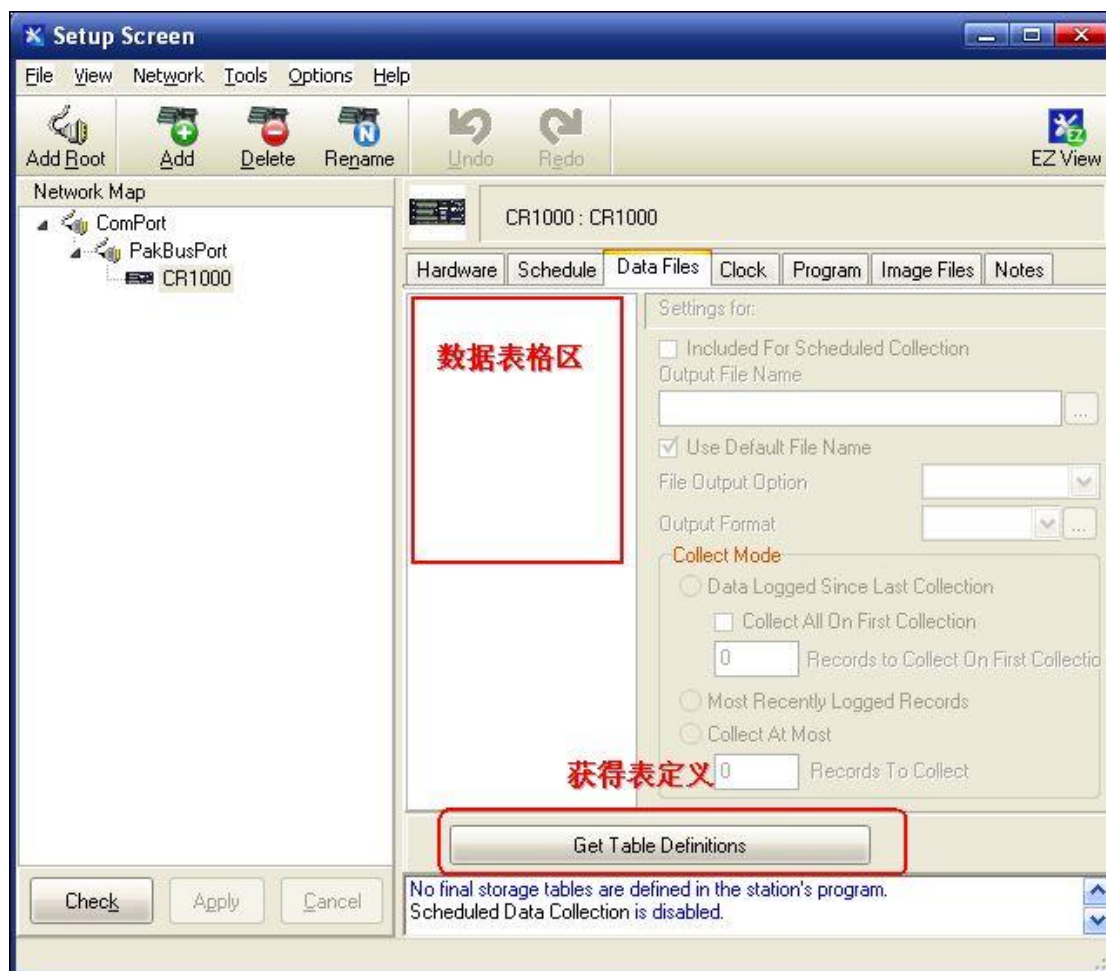 Setup Screen
File View Network Tools Options Help
Add Root Add Delete Rename Undo Redo EZ View
Network Map
ComPort
PakBusPort
CR1000
CR1000 : CR1000
Hardware Schedule Data Files Clock Program Image Files Notes
数据表格区
Settings for:
Included For Scheduled Collection
Output File Name
...
Use Default File Name
File Output Option
Output Format
...
Collect Mode
Data Logged Since Last Collection
Collect All On First Collection
0 Records to Collect On First Collectio
Most Recently Logged Records
Collect At Most
获得表定义
0 Records To Collect
Get Table Definitions
No final storage tables are defined in the station's program.
Scheduled Data Collection is disabled.
Check Apply Cancel